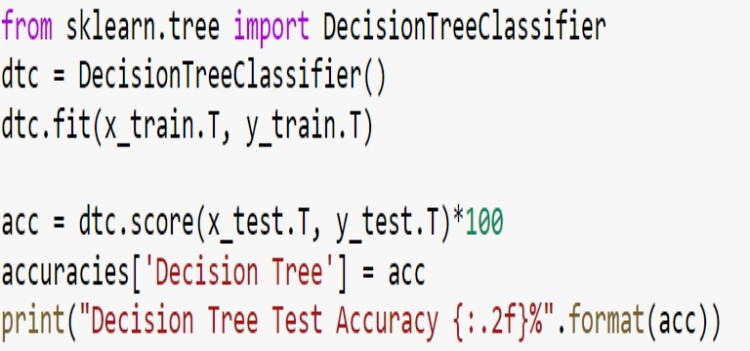 from sklearn.tree import DecisionTreeClassifier
dtc = DecisionTreeClassifier()
dtc.fit(x_train.T, y_train.T)

acc = dtc.score(x_test.T, y_test.T)*100
accuracies['Decision Tree'] = acc
print("Decision Tree Test Accuracy {:.2f}%".format(acc))